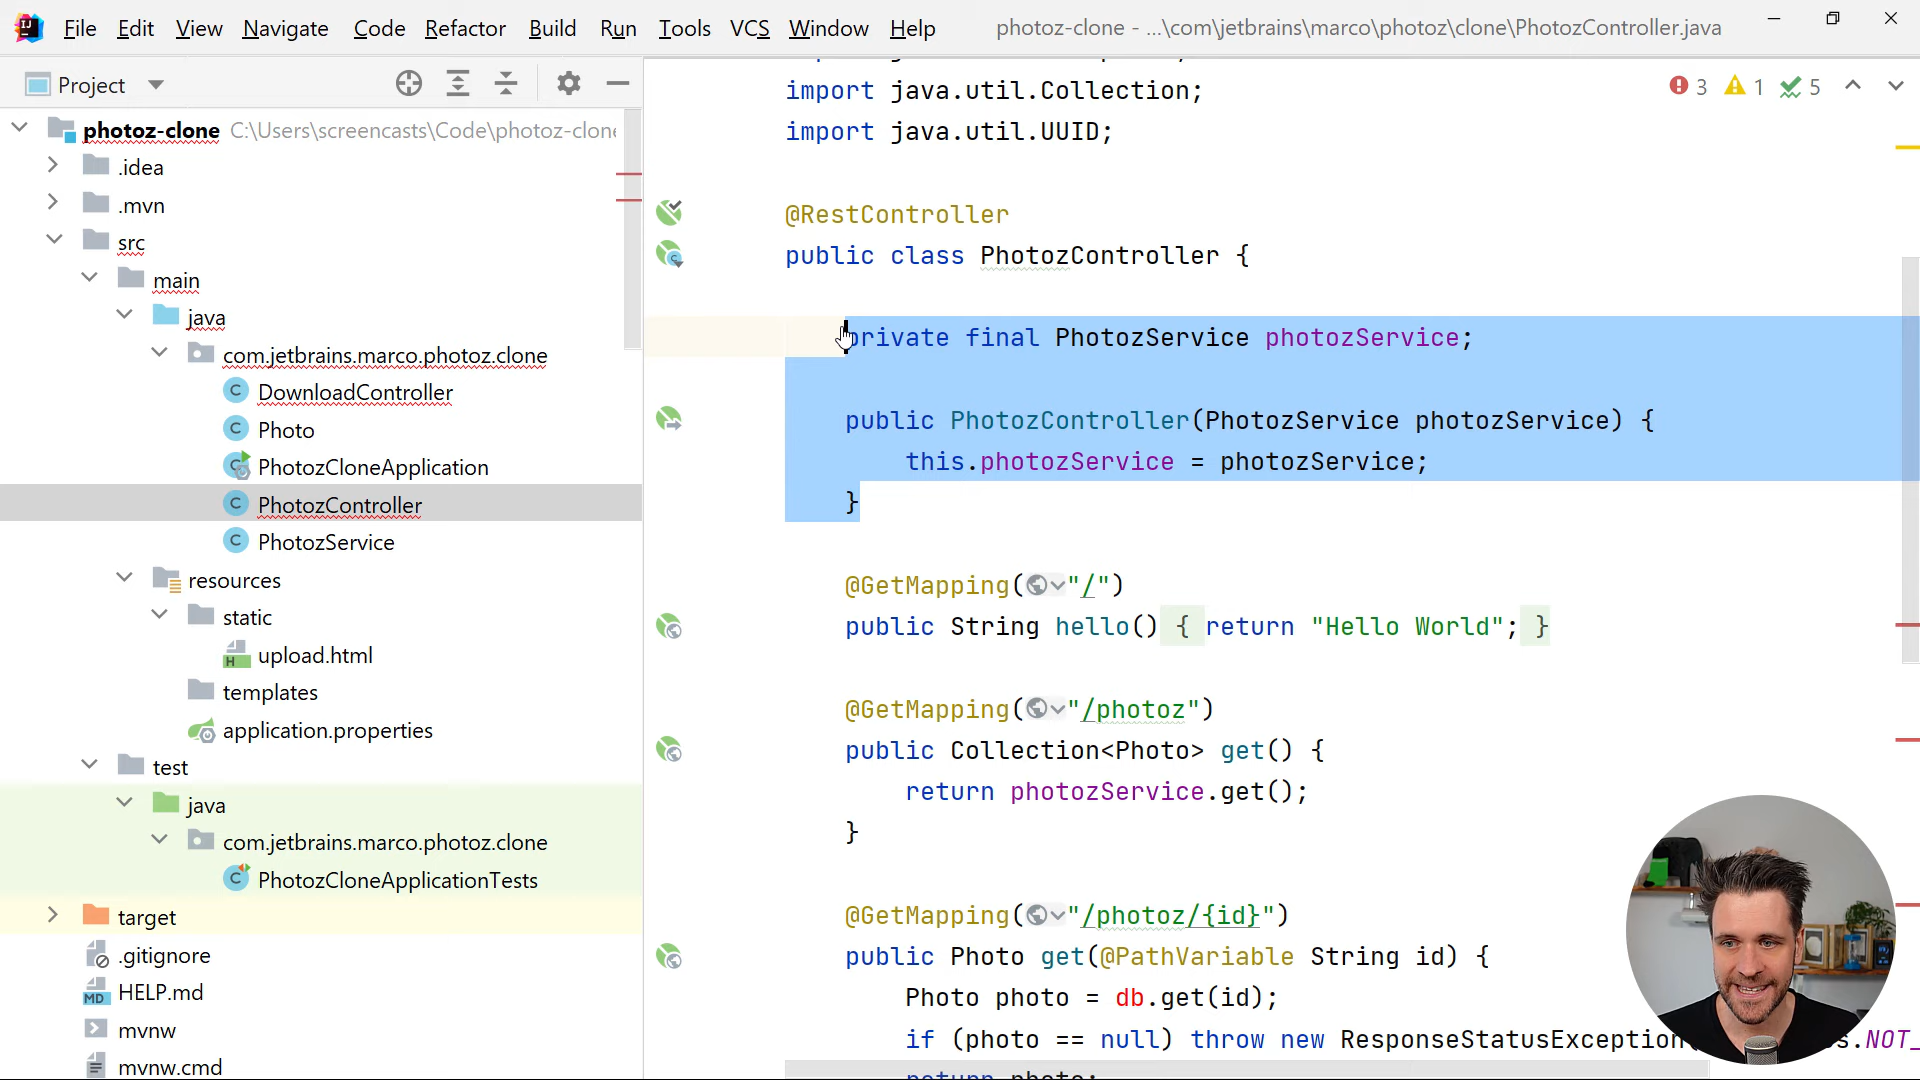 File Edit View Navigate Code Refactor Build Run Tools VCS Window Help photoz-clone - ...\com\jetbrains\marco\photoz\clone\PhotozController.java
Project
photoz-clone C:\Users\screencasts\Code\photoz-clone
.idea
.mvn
src
main
java
com.jetbrains.marco.photoz.clone
DownloadController
Photo
PhotozCloneApplication
PhotozController
PhotozService
resources
static
upload.html
templates
application.properties
test
java
com.jetbrains.marco.photoz.clone
PhotozCloneApplicationTests
target
.gitignore
HELP.md
mvnw
mvnw.cmd
3 1 5
import java.util.Collection;
import java.util.UUID;
@RestController
public class PhotozController {
private final PhotozService photozService;
public PhotozController(PhotozService photozService) {
this.photozService = photozService;
}
@GetMapping("/")
public String hello() { return "Hello World"; }
@GetMapping("/photoz")
public Collection<Photo> get() {
return photozService.get();
}
@GetMapping("/photoz/{id}")
public Photo get(@PathVariable String id) {
Photo photo = db.get(id);
if (photo == null) throw new ResponseStatusException( s.NOT_
return photo;